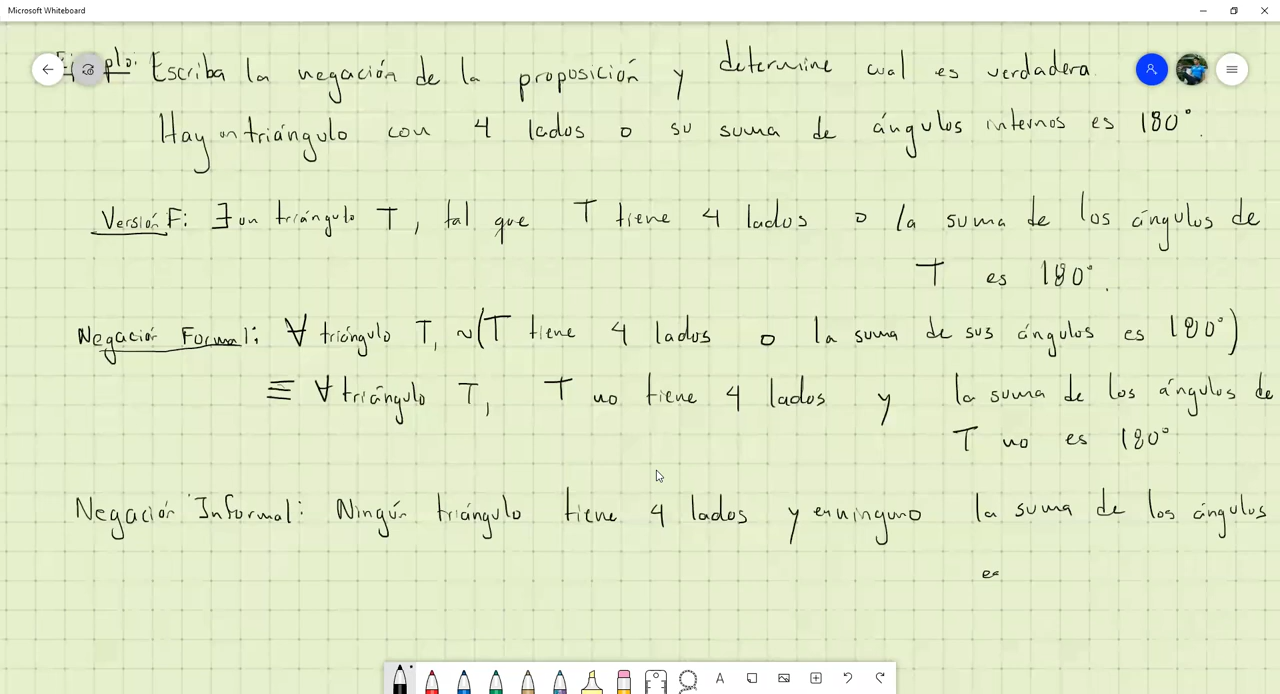 Microsoft Whiteboard
Escriba la negación de la proposición y determine cual es verdadera.
Hay un triángulo con 4 lados o su suma de ángulos internos es 180°.
Versión F: ∃ un triángulo T, tal que T tiene 4 lados o la suma de los ángulos de
T es 180°.
Negación Formal: ∀ triángulo T, ~(T tiene 4 lados o la suma de sus ángulos es 180°)
≡ ∀ triángulo T, T no tiene 4 lados y la suma de los ángulos de
T no es 180°
Negación Informal: Ningún triángulo tiene 4 lados y en ninguno la suma de los ángulos
es